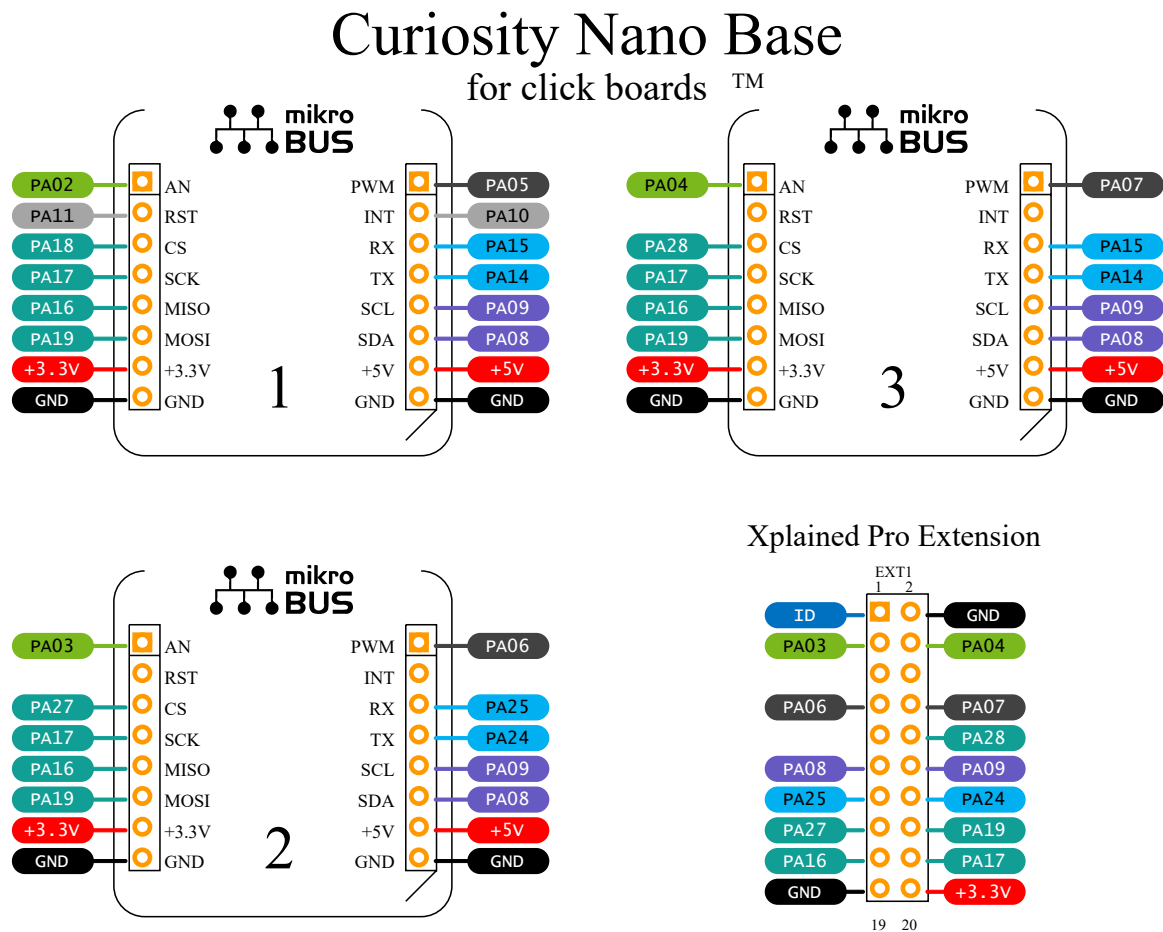 Curiosity Nano Base
for click boards TM
mikro
BUS
PA02 AN PWM PA05
PA11 RST INT PA10
PA18 CS RX PA15
PA17 SCK TX PA14
PA16 MISO SCL PA09
PA19 MOSI SDA PA08
+3.3V +3.3V +5V +5V
GND GND GND GND
1
mikro
BUS
PA04 AN PWM PA07
RST INT
PA28 CS RX PA15
PA17 SCK TX PA14
PA16 MISO SCL PA09
PA19 MOSI SDA PA08
+3.3V +3.3V +5V +5V
GND GND GND GND
3
mikro
BUS
PA03 AN PWM PA06
RST INT
PA27 CS RX PA25
PA17 SCK TX PA24
PA16 MISO SCL PA09
PA19 MOSI SDA PA08
+3.3V +3.3V +5V +5V
GND GND GND GND
2
Xplained Pro Extension
EXT1
1 2
ID GND
PA03 PA04
PA06 PA07
PA28
PA08 PA09
PA25 PA24
PA27 PA19
PA16 PA17
GND +3.3V
19 20